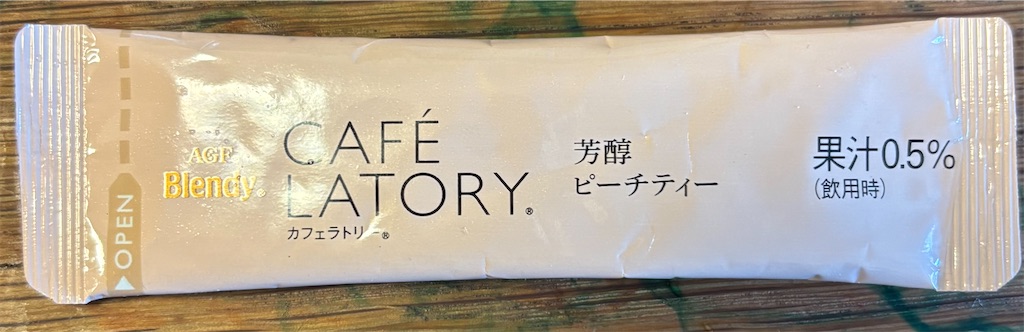 OPEN
AGF
Blendy®
CAFÉ
LATORY®
カフェラトリー®
芳醇
ピーチティー
果汁0.5%
(飲用時)